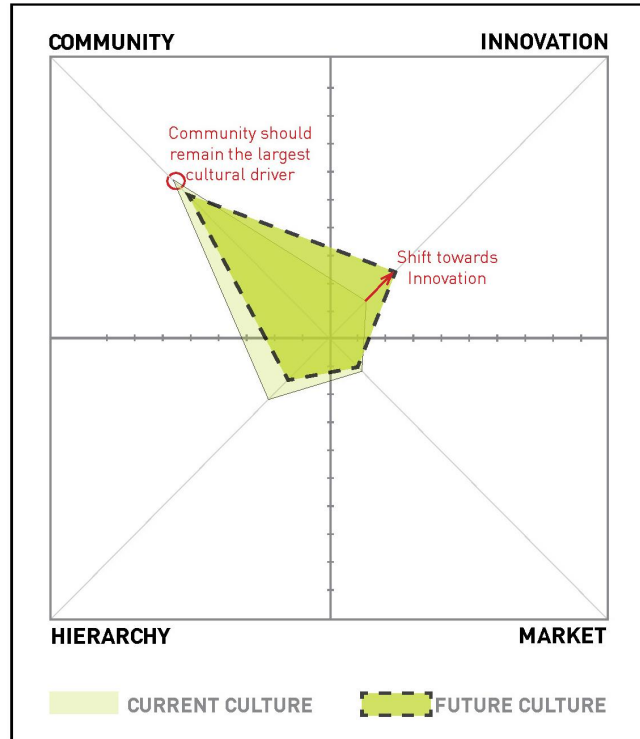 COMMUNITY
INNOVATION
Community should
remain the largest
cultural driver
Shift towards
Innovation
HIERARCHY
MARKET
CURRENT CULTURE
FUTURE CULTURE